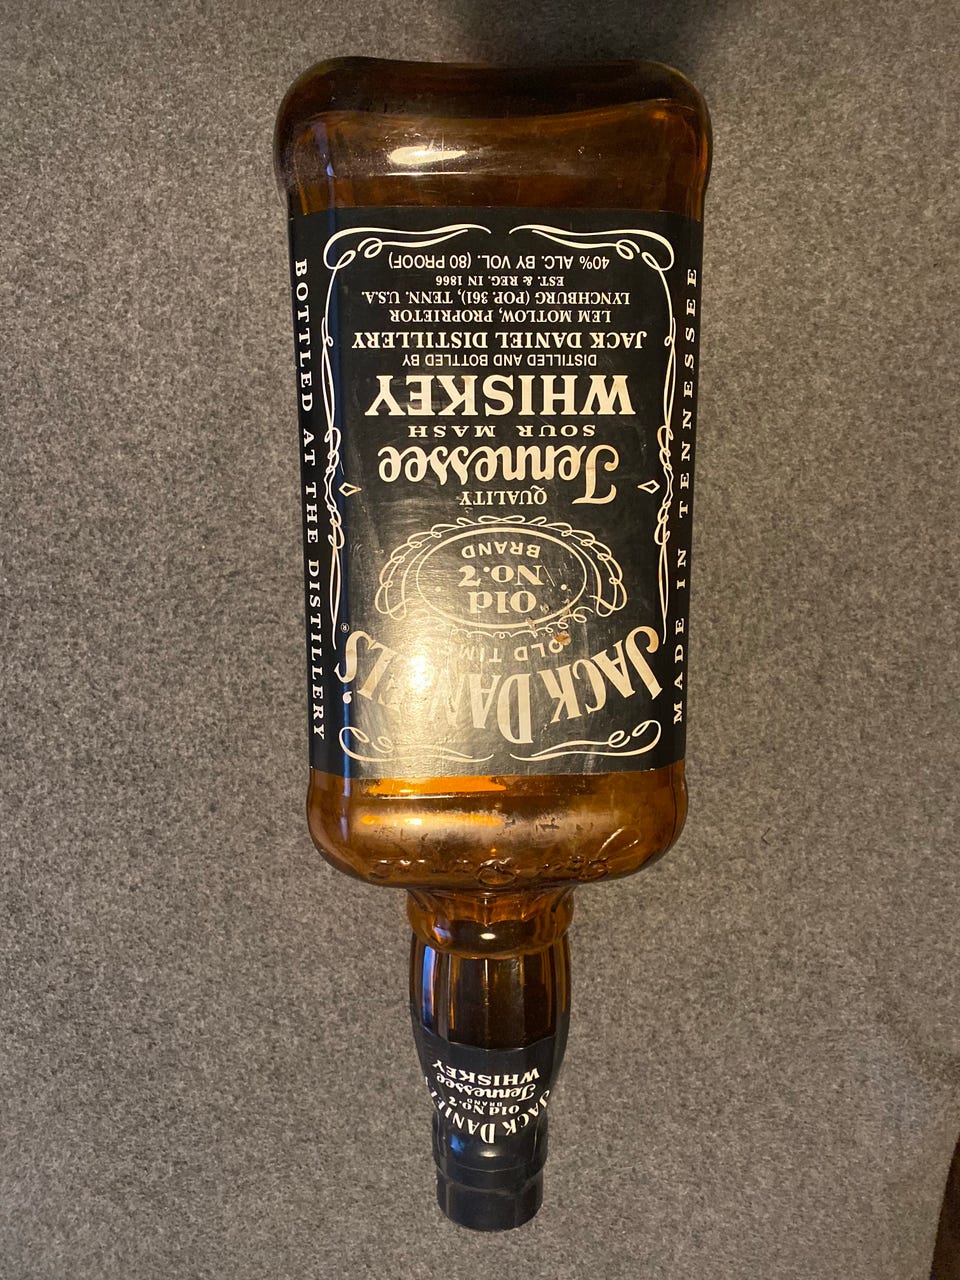 JACK DANIEL'S
OLD TIME
Old
No. 7
BRAND
QUALITY
Tennessee
SOUR MASH
WHISKEY
DISTILLED AND BOTTLED BY
JACK DANIEL DISTILLERY
LEM MOTLOW, PROPRIETOR
LYNCHBURG (POP. 361), TENN. U.S.A.
EST. & REG. IN 1866
40% ALC. BY VOL. (80 PROOF)
MADE IN TENNESSEE
BOTTLED AT THE DISTILLERY
JACK DANIEL'S
Old No. 7
BRAND
Tennessee
WHISKEY